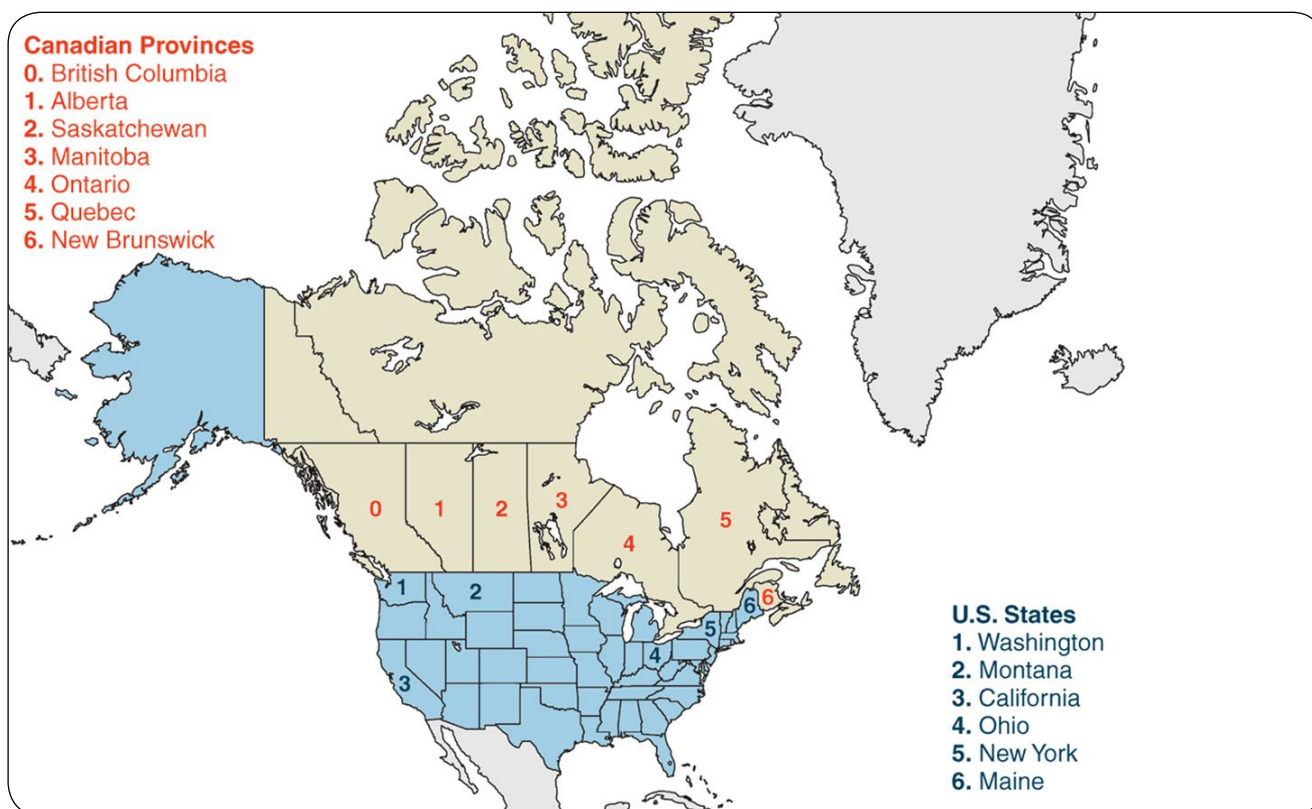 Canadian Provinces
0. British Columbia
1. Alberta
2. Saskatchewan
3. Manitoba
4. Ontario
5. Quebec
6. New Brunswick
0
1
2
3
4
5
6
1
2
3
4
5
6
U.S. States
1. Washington
2. Montana
3. California
4. Ohio
5. New York
6. Maine